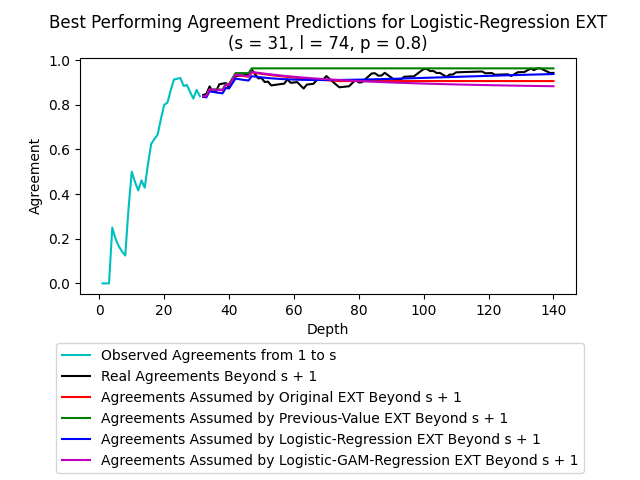 Best Performing Agreement Predictions for Logistic-Regression EXT
(s = 31, l = 74, p = 0.8)
1.0
0.8
0.6
0.4
0.2
0.0
Agreement
0 20 40 60 80 100 120 140
Depth
Observed Agreements from 1 to s
Real Agreements Beyond s + 1
Agreements Assumed by Original EXT Beyond s + 1
Agreements Assumed by Previous-Value EXT Beyond s + 1
Agreements Assumed by Logistic-Regression EXT Beyond s + 1
Agreements Assumed by Logistic-GAM-Regression EXT Beyond s + 1